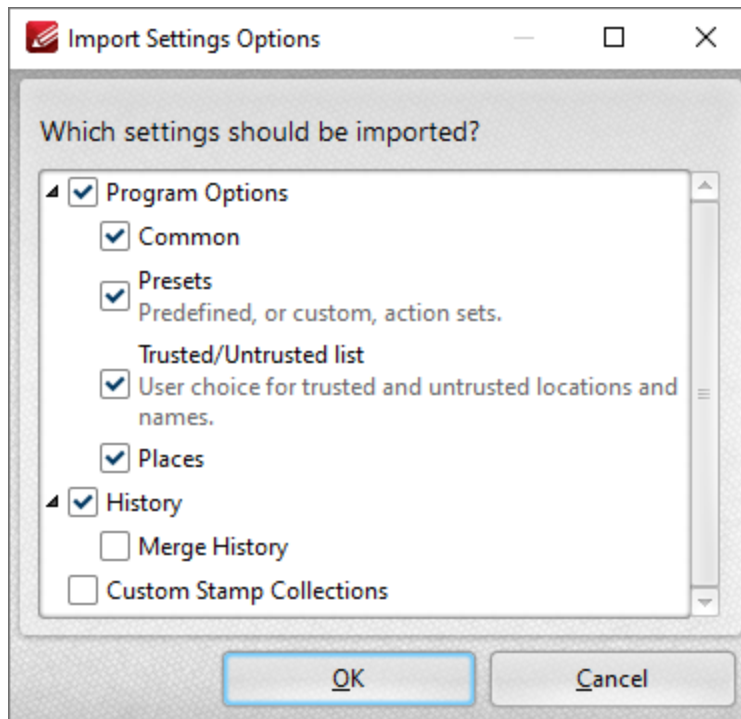 Import Settings Options
Which settings should be imported?
Program Options
Common
Presets
Predefined, or custom, action sets.
Trusted/Untrusted list
User choice for trusted and untrusted locations and
names.
Places
History
Merge History
Custom Stamp Collections
OK
Cancel